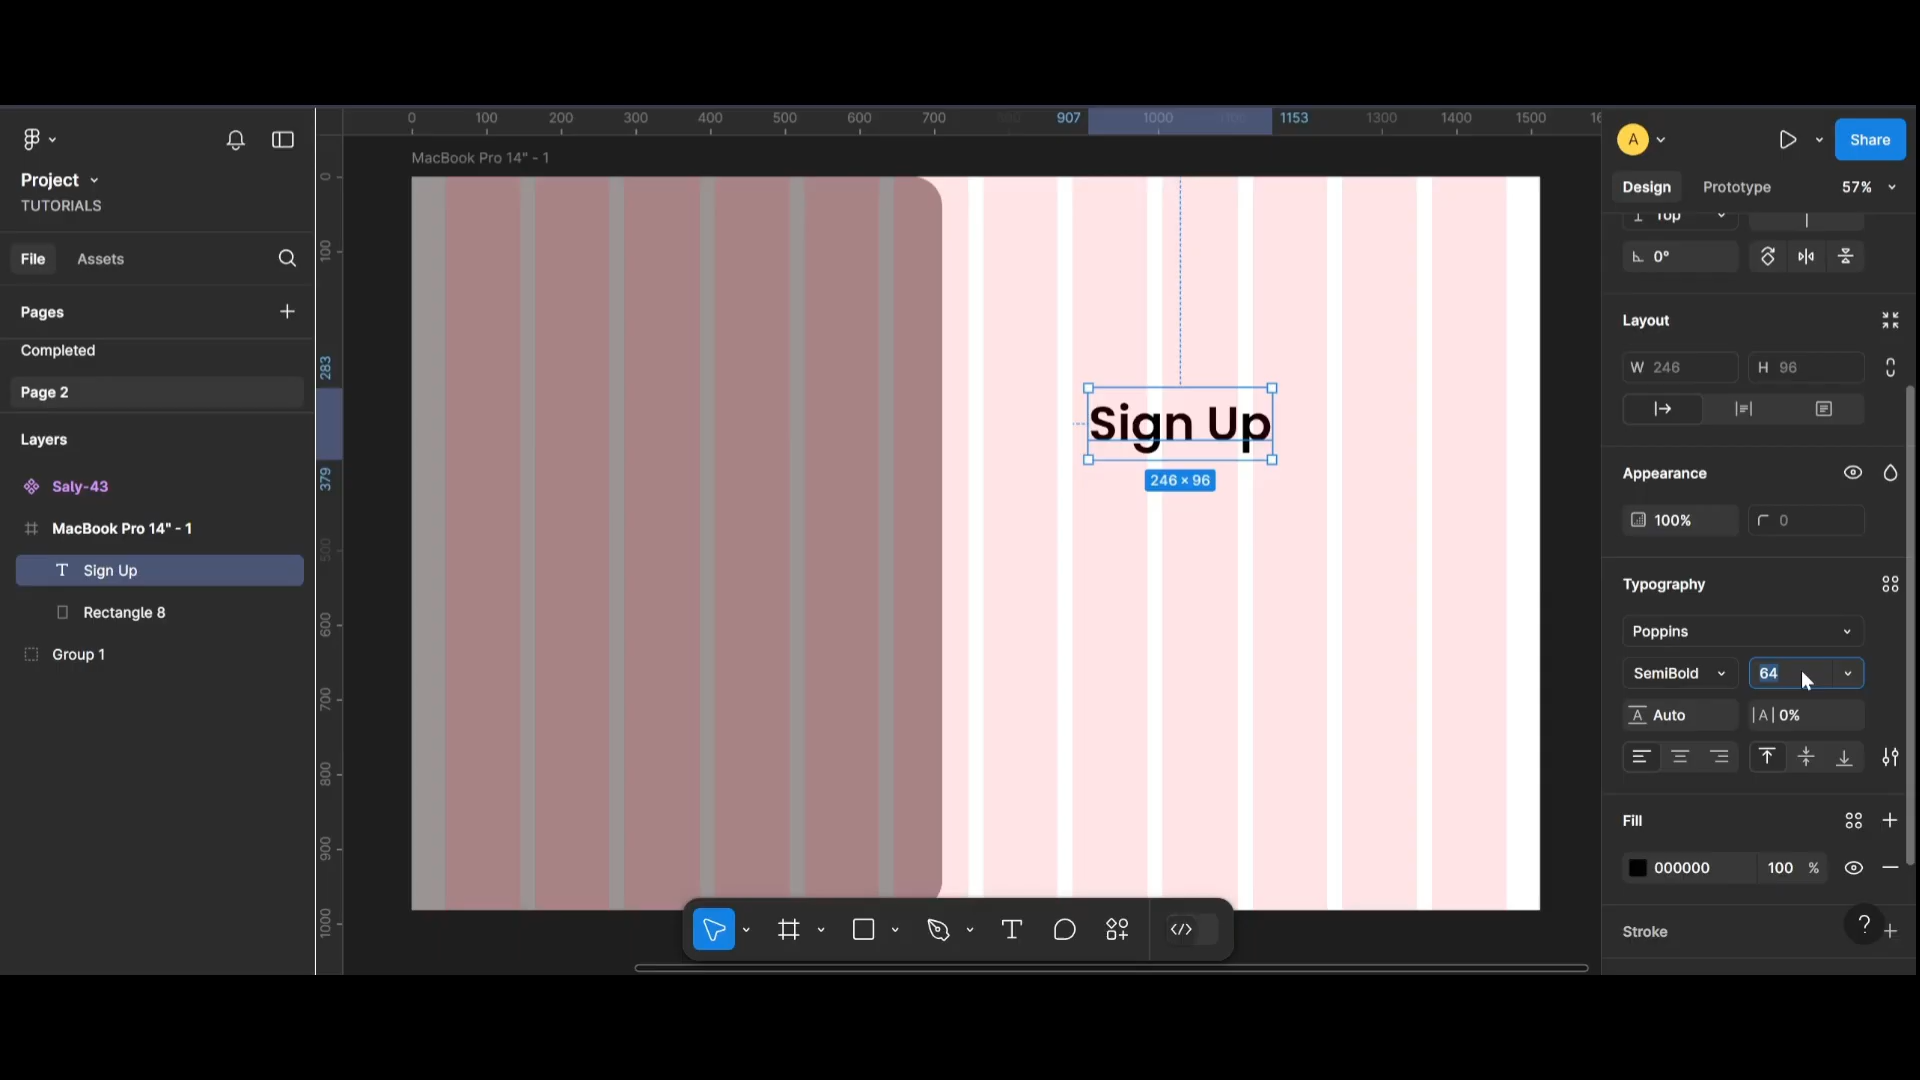 0 100 200 300 400 500 600 700 907 1000 1153 1300 1400 1500
MacBook Pro 14" - 1
0
100
283
379
500
600
700
800
900
1000
Project
TUTORIALS
File Assets
Pages
Completed
Page 2
Layers
Saly-43
MacBook Pro 14" - 1
T Sign Up
Rectangle 8
Group 1
Sign Up
246 × 96
A Share
Design Prototype 57%
Top
0°
Layout
W 246 H 96
Appearance
100% 0
Typography
Poppins
SemiBold 64
A Auto |A| 0%
Fill
000000 100 %
Stroke
?